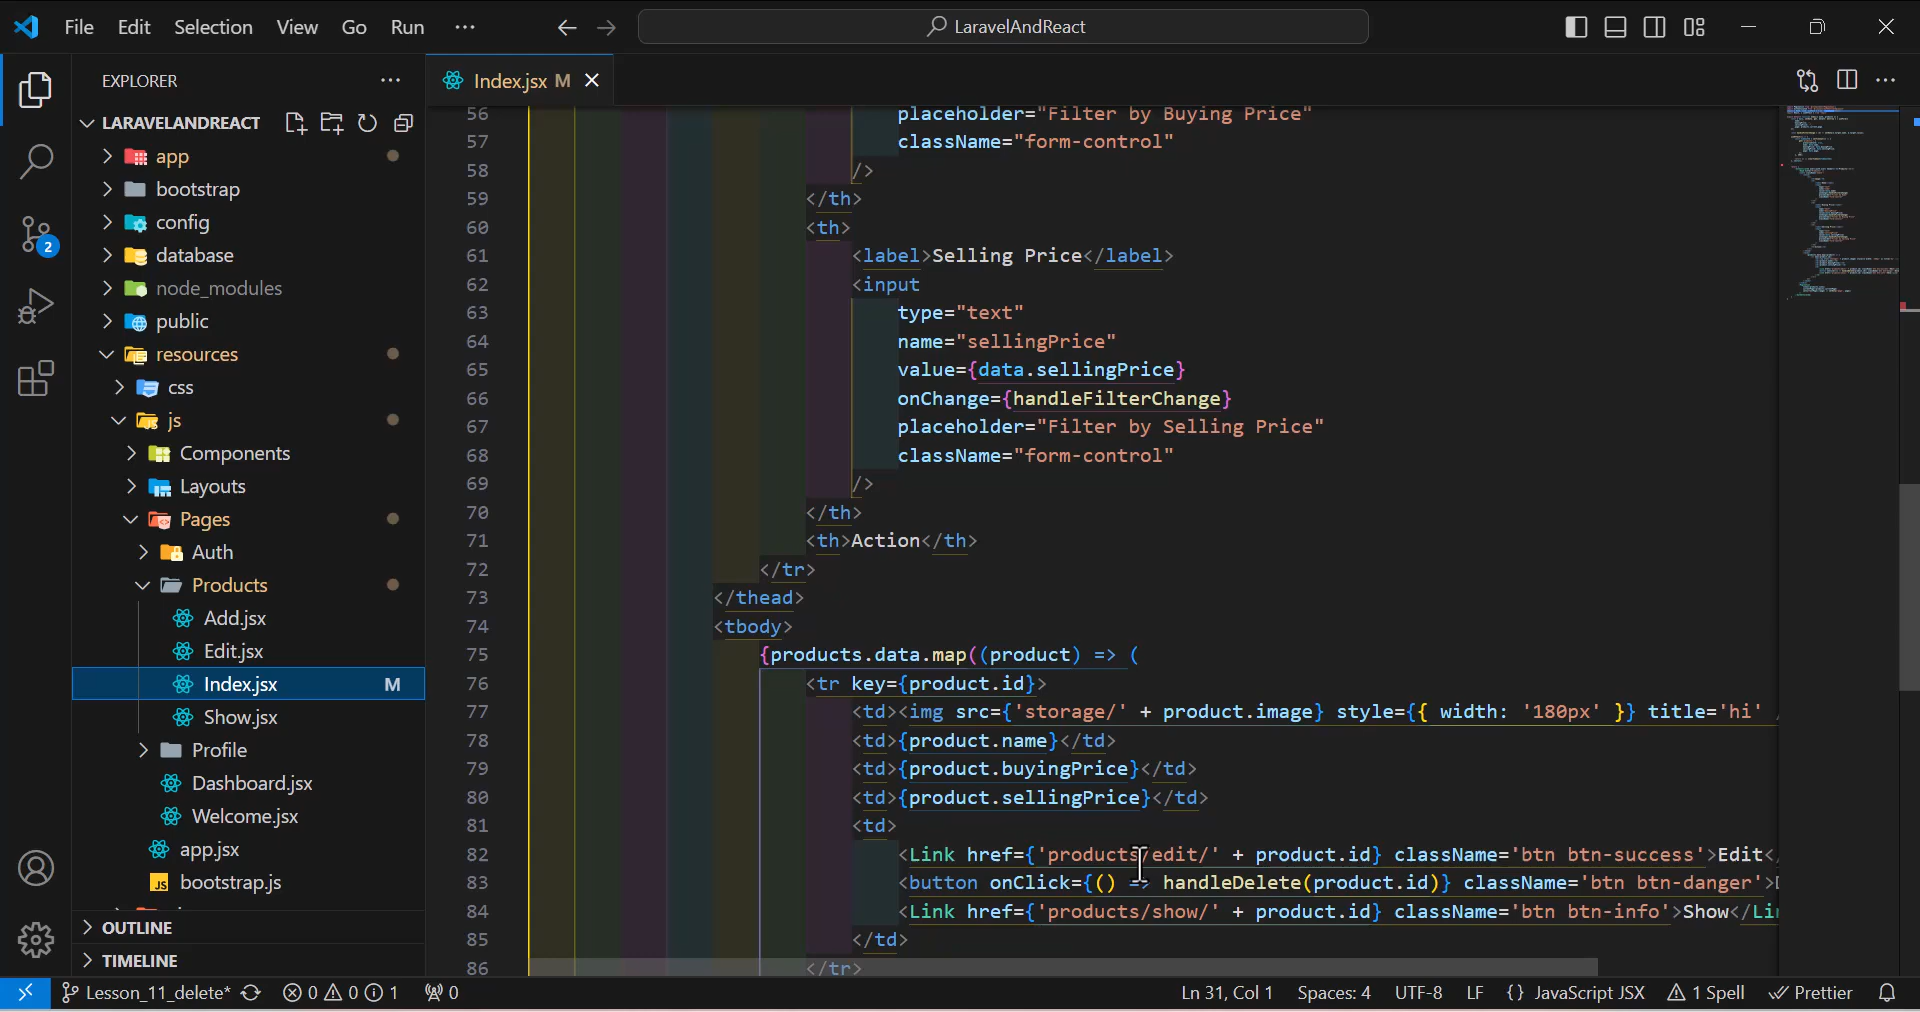 File Edit Selection View Go Run ··· LaravelAndReact
EXPLORER
LARAVELANDREACT
app
bootstrap
config
database
node_modules
public
resources
css
js
Components
Layouts
Pages
Auth
Products
Add.jsx
Edit.jsx
Index.jsx M
Show.jsx
Profile
Dashboard.jsx
Welcome.jsx
app.jsx
JS bootstrap.js
OUTLINE
TIMELINE
2
Index.jsx M
56 placeholder="Filter by Buying Price"
57 className="form-control"
58 />
59 </th>
60 <th>
61 <label>Selling Price</label>
62 <input
63 type="text"
64 name="sellingPrice"
65 value={data.sellingPrice}
66 onChange={handleFilterChange}
67 placeholder="Filter by Selling Price"
68 className="form-control"
69 />
70 </th>
71 <th>Action</th>
72 </tr>
73 </thead>
74 <tbody>
75 {products.data.map((product) => (
76 <tr key={product.id}>
77 <td><img src={'storage/' + product.image} style={{ width: '180px' }} title='hi'
78 <td>{product.name}</td>
79 <td>{product.buyingPrice}</td>
80 <td>{product.sellingPrice}</td>
81 <td>
82 <Link href={'products/edit/' + product.id} className='btn btn-success'>Edit<
83 <button onClick={() => handleDelete(product.id)} className='btn btn-danger'>
84 <Link href={'products/show/' + product.id} className='btn btn-info'>Show</Li
85 </td>
86 </tr>
Lesson_11_delete* 0 0 1 0 Ln 31, Col 1 Spaces: 4 UTF-8 LF {} JavaScript JSX 1 Spell Prettier